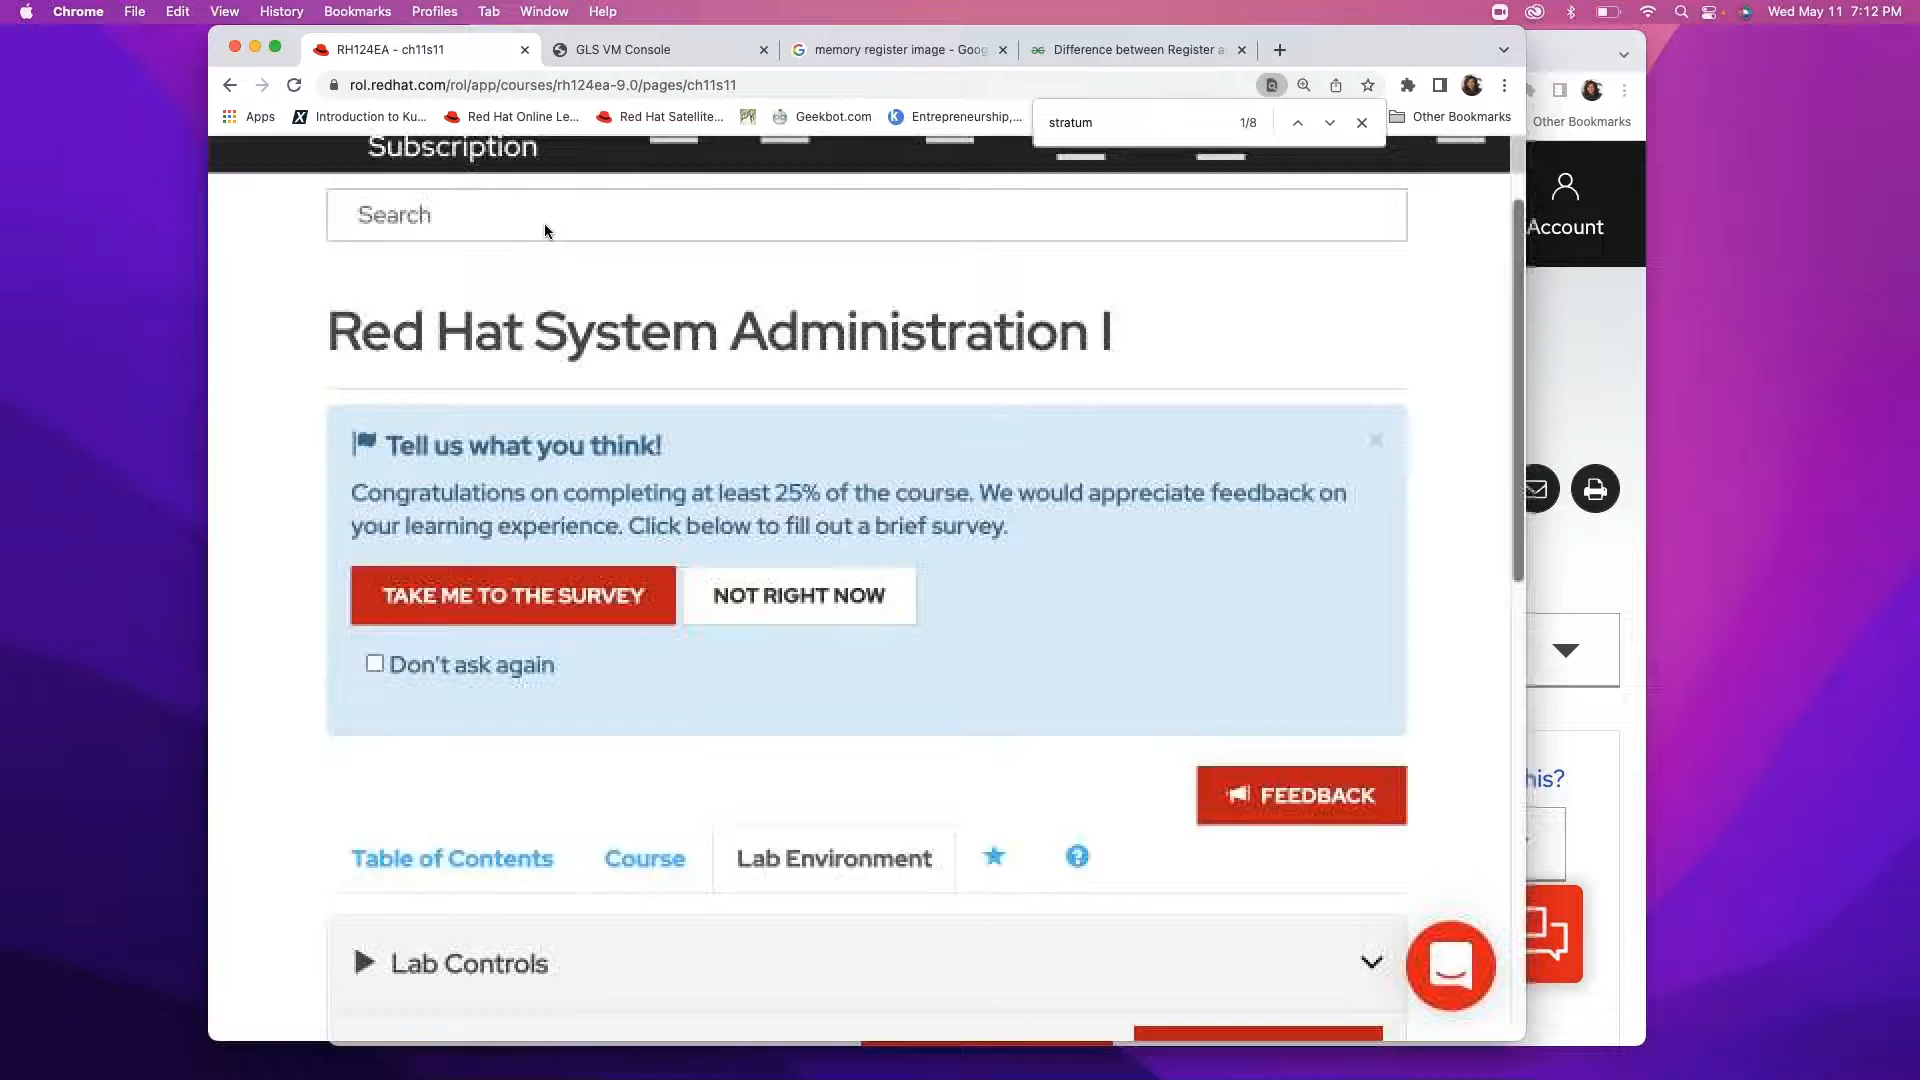 Chrome File Edit View History Bookmarks Profiles Tab Window Help Wed May 11 7:12 PM
RH124EA - ch11s11 GLS VM Console memory register image - Goog Difference between Register a
rol.redhat.com/rol/app/courses/rh124ea-9.0/pages/ch11s11
Apps Introduction to Ku... Red Hat Online Le... Red Hat Satellite... Geekbot.com Entrepreneurship,... Other Bookmarks
stratum 1/8
Other Bookmarks
Subscription
Account
Search
Red Hat System Administration I
Tell us what you think!
Congratulations on completing at least 25% of the course. We would appreciate feedback on
your learning experience. Click below to fill out a brief survey.
TAKE ME TO THE SURVEY NOT RIGHT NOW
Don't ask again
his?
FEEDBACK
Table of Contents Course Lab Environment
Lab Controls